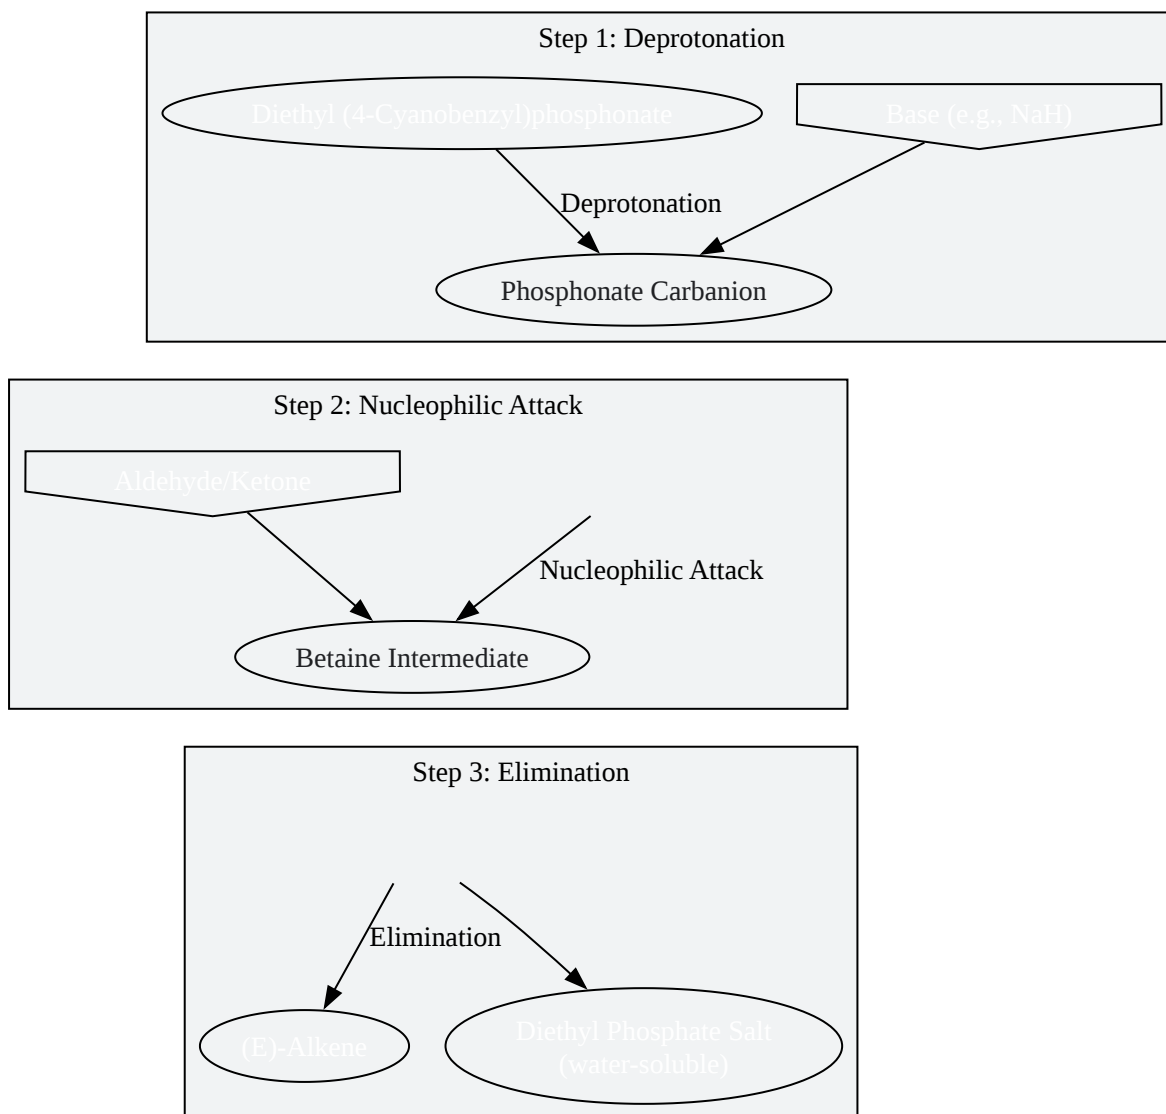 Step 1: Deprotonation
Diethyl (4-Cyanobenzyl)phosphonate
Base (e.g., NaH)
Deprotonation
Phosphonate Carbanion
Step 2: Nucleophilic Attack
Aldehyde/Ketone
Nucleophilic Attack
Betaine Intermediate
Step 3: Elimination
Elimination
(E)-Alkene
Diethyl Phosphate Salt
(water-soluble)